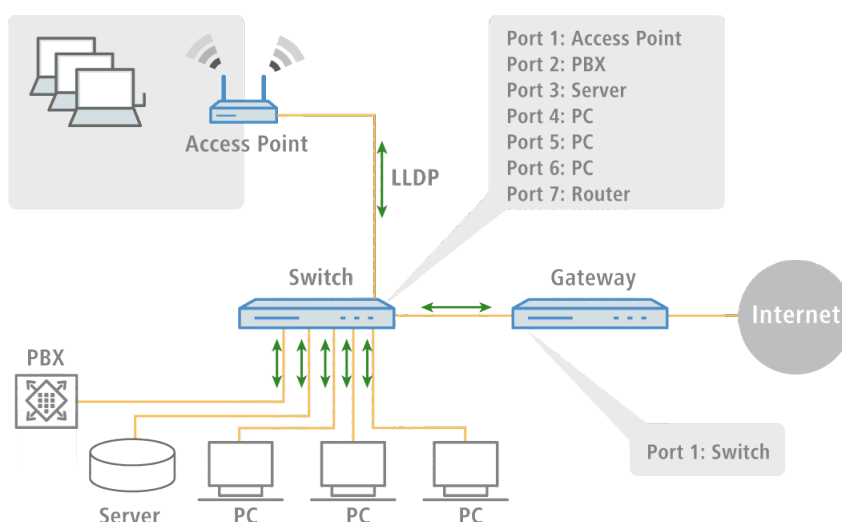 Port 1: Access Point
Port 2: PBX
Port 3: Server
Port 4: PC
Port 5: PC
Port 6: PC
Port 7: Router
Access Point
LLDP
Switch
Gateway
Internet
PBX
Port 1: Switch
Server
PC
PC
PC